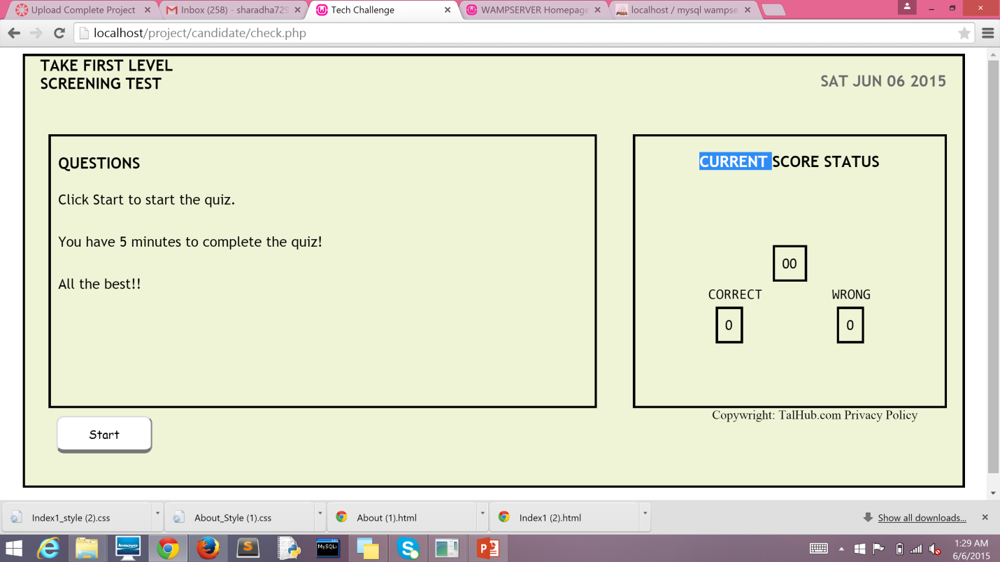 Upload Complete Project
Inbox (258) - sharadha729
Tech Challenge
WAMPSERVER Homepage
localhost / mysql wampse
localhost/project/candidate/check.php
TAKE FIRST LEVEL
SCREENING TEST
SAT JUN 06 2015
QUESTIONS
Click Start to start the quiz.
You have 5 minutes to complete the quiz!
All the best!!
CURRENT SCORE STATUS
00
CORRECT WRONG
0 0
Copywright: TalHub.com Privacy Policy
Start
Index1_style (2).css
About_Style (1).css
About (1).html
Index1 (2).html
Show all downloads...
lenovo
MySQL>
1:29 AM
6/6/2015